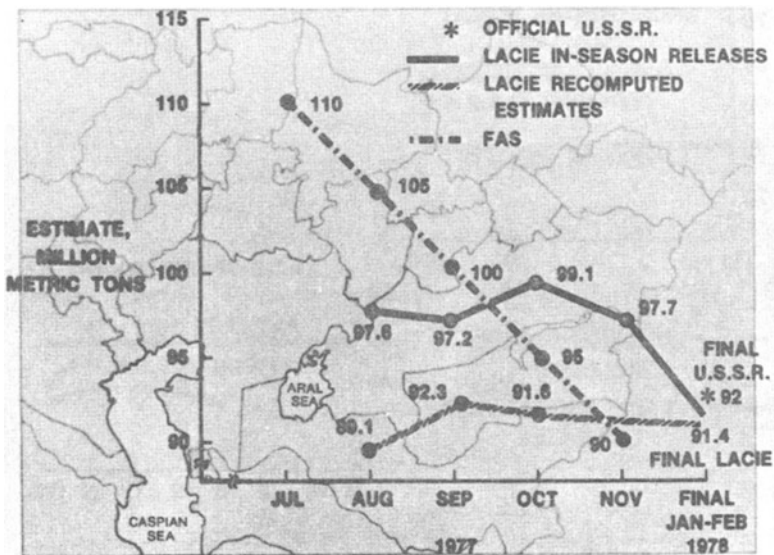 115
110
105
100
95
90
ESTIMATE,
MILLION
METRIC TONS
* OFFICIAL U.S.S.R.
LACIE IN-SEASON RELEASES
LACIE RECOMPUTED
ESTIMATES
FAS
110
105
100
99.1
97.6
97.2
97.7
95
FINAL
U.S.S.R.
* 92
92.3
91.6
89.1
90
91.4
FINAL LACIE
ARAL
SEA
CASPIAN
SEA
JUL AUG SEP OCT NOV FINAL
JAN-FEB
1977 1978